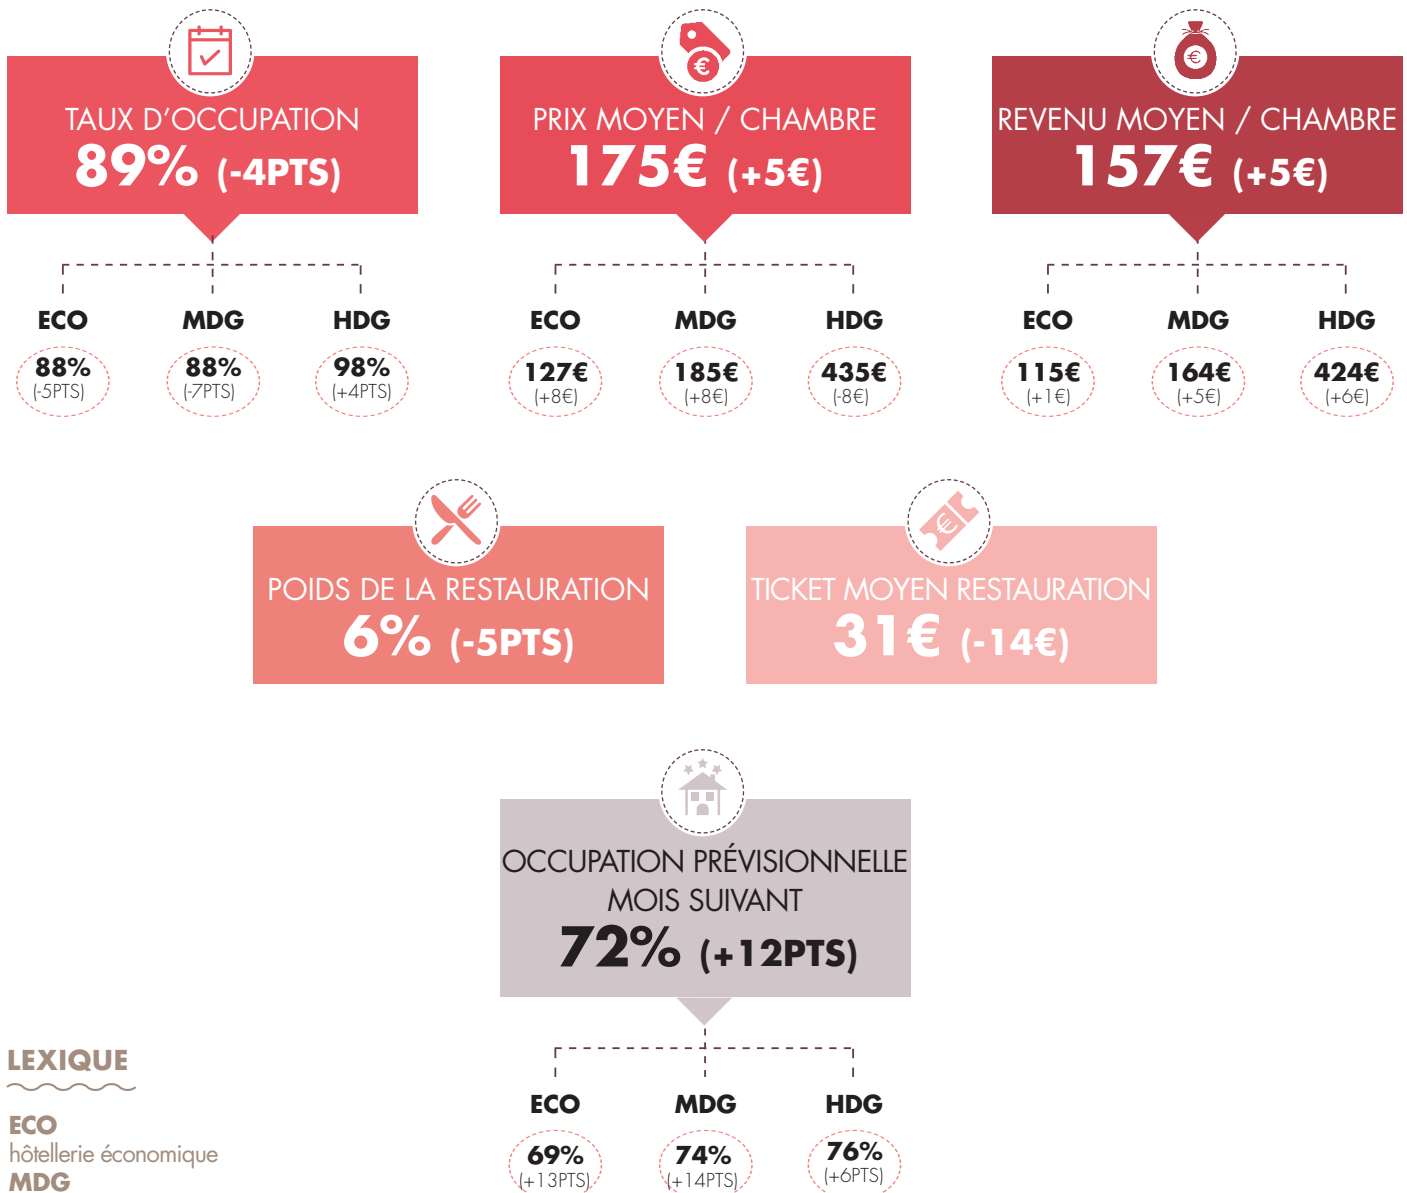 TAUX D'OCCUPATION
89% (-4PTS)
ECO
88%
(-5PTS)
MDG
88%
(-7PTS)
HDG
98%
(+4PTS)
PRIX MOYEN / CHAMBRE
175€ (+5€)
ECO
127€
(+8€)
MDG
185€
(+8€)
HDG
435€
(-8€)
REVENU MOYEN / CHAMBRE
157€ (+5€)
ECO
115€
(+1€)
MDG
164€
(+5€)
HDG
424€
(+6€)
POIDS DE LA RESTAURATION
6% (-5PTS)
TICKET MOYEN RESTAURATION
31€ (-14€)
OCCUPATION PRÉVISIONNELLE
MOIS SUIVANT
72% (+12PTS)
ECO
69%
(+13PTS)
MDG
74%
(+14PTS)
HDG
76%
(+6PTS)
LEXIQUE
ECO
hôtellerie économique
MDG